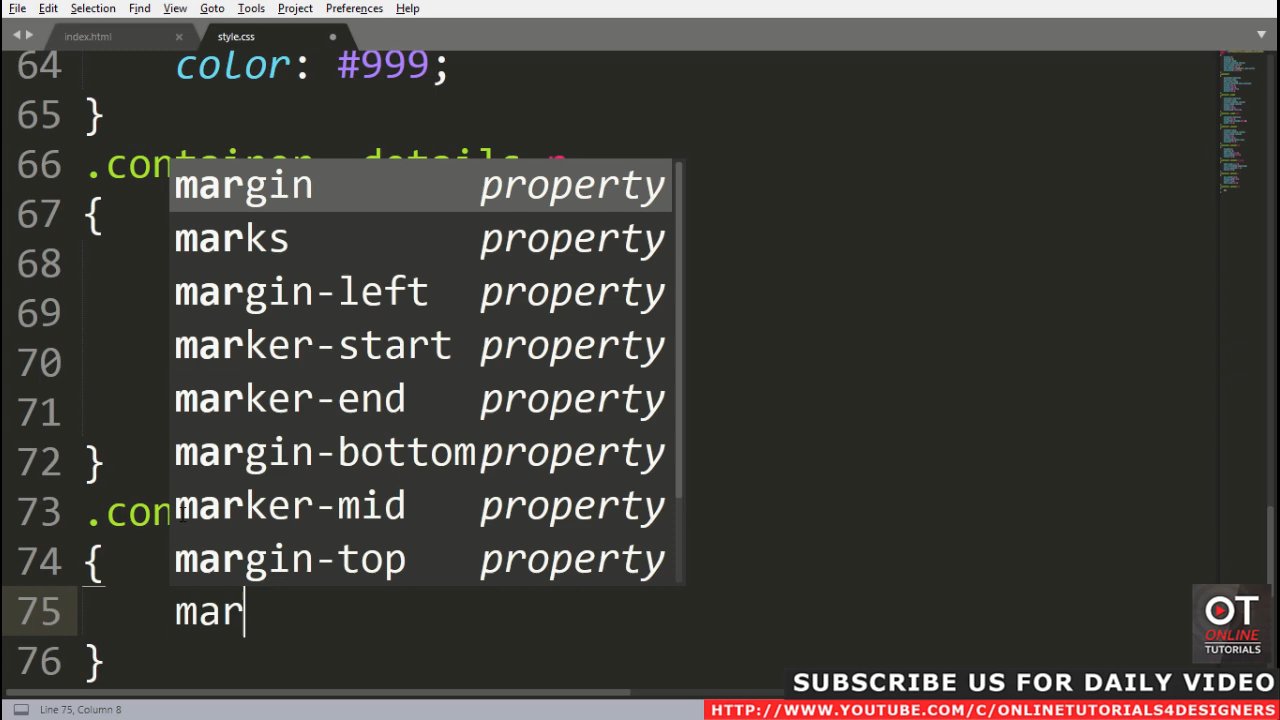 File Edit Selection Find View Goto Tools Project Preferences Help
index.html × style.css
64 color: #999;
65 }
66 .container .details p
67 {
68
69
70
71
72 }
73 .con
74 {
75 mar
76 }
margin property
marks property
margin-left property
marker-start property
marker-end property
margin-bottom property
marker-mid property
margin-top property
OT
ONLINE
TUTORIALS
SUBSCRIBE US FOR DAILY VIDEO
HTTP://WWW.YOUTUBE.COM/C/ONLINETUTORIALS4DESIGNERS
Line 75, Column 8